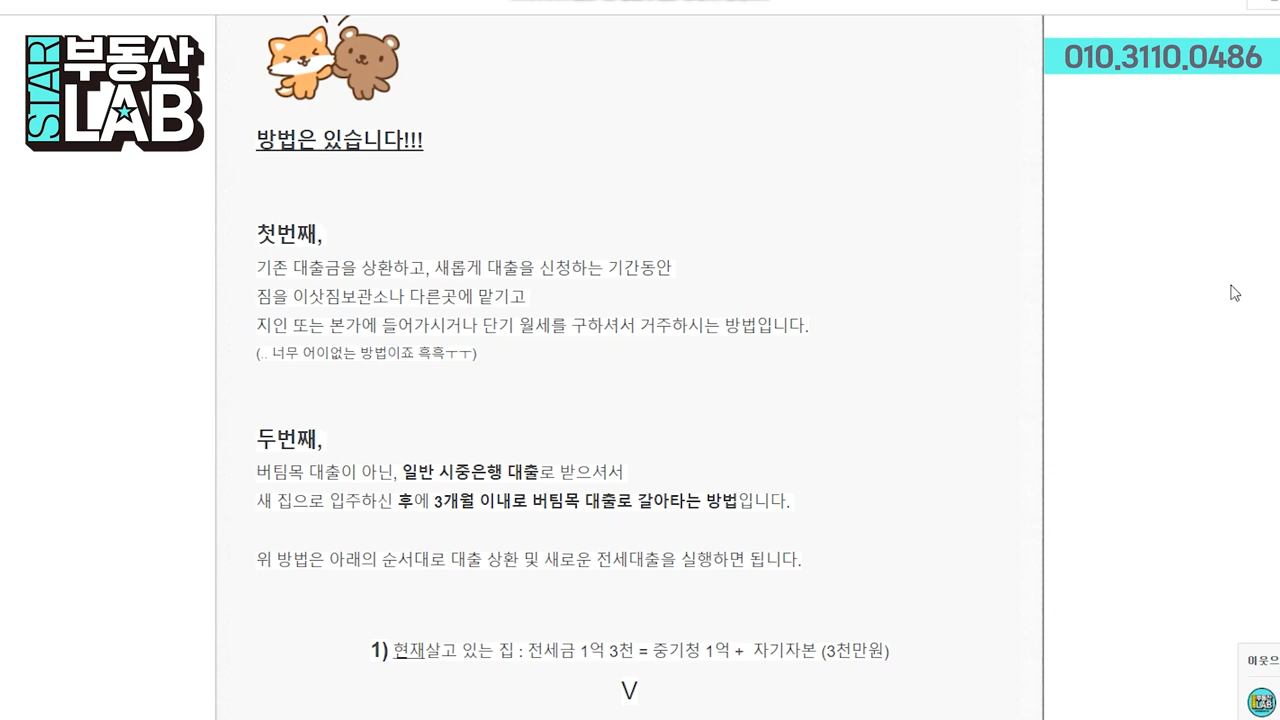 STAR
부동산
LAB
010.3110.0486
방법은 있습니다!!!
첫번째,
기존 대출금을 상환하고, 새롭게 대출을 신청하는 기간동안
짐을 이삿짐보관소나 다른곳에 맡기고
지인 또는 본가에 들어가시거나 단기 월세를 구하셔서 거주하시는 방법입니다.
(.. 너무 어이없는 방법이죠 흑흑ㅜㅜ)
두번째,
버팀목 대출이 아닌, 일반 시중은행 대출로 받으셔서
새 집으로 입주하신 후에 3개월 이내로 버팀목 대출로 갈아타는 방법입니다.
위 방법은 아래의 순서대로 대출 상환 및 새로운 전세대출을 실행하면 됩니다.
1) 현재살고 있는 집 : 전세금 1억 3천 = 중기청 1억 + 자기자본 (3천만원)
V
이웃으
부동산
LAB